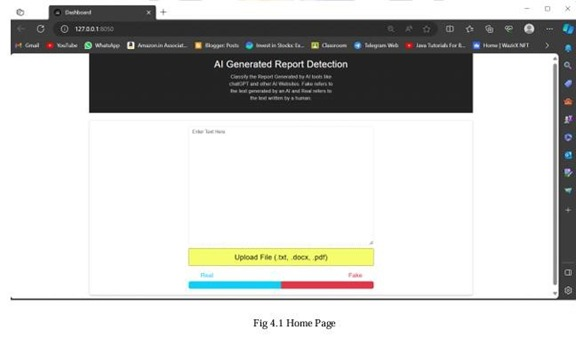 Dashboard
127.0.0.1:8050
Gmail YouTube WhatsApp Amazon.in Associat... Blogger: Posts Invest in Stocks: Ea... Classroom Telegram Web Java Tutorials For B... Home | WazirX NFT
AI Generated Report Detection
Classify the Report Generated by AI tools like
chatGPT and other AI Websites. Fake refers to
the text generated by an AI and Real refers to
the text written by a human.
Enter Text Here
Upload File (.txt, .docx, .pdf)
Real Fake
Fig 4.1 Home Page